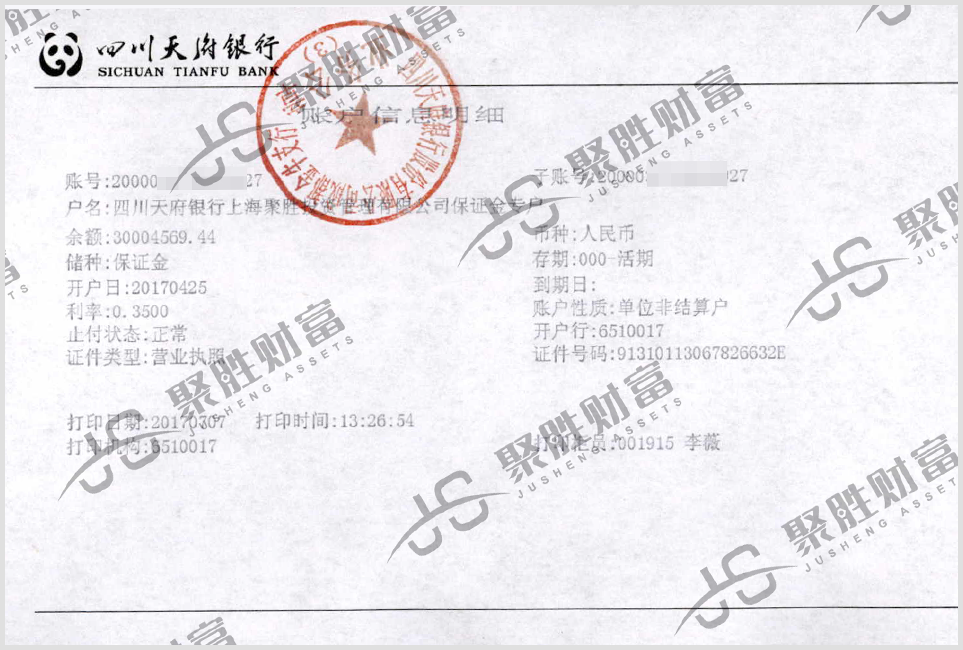 四川天府银行
SICHUAN TIANFU BANK
账户信息明细
账号:20000 27
子账号: 027
户名:四川天府银行上海聚胜投资管理有限公司保证金专户
余额:30004569.44
币种:人民币
储种:保证金
存期:000-活期
开户日:20170425
到期日:
利率:0.3500
账户性质:单位非结算户
止付状态:正常
开户行:6510017
证件类型:营业执照
证件号码:91310113067826632E
打印日期:20170707 打印时间:13:26:54
打印机构:6510017
打印柜员:001915 李薇
聚胜财富
JUSHENG ASSETS